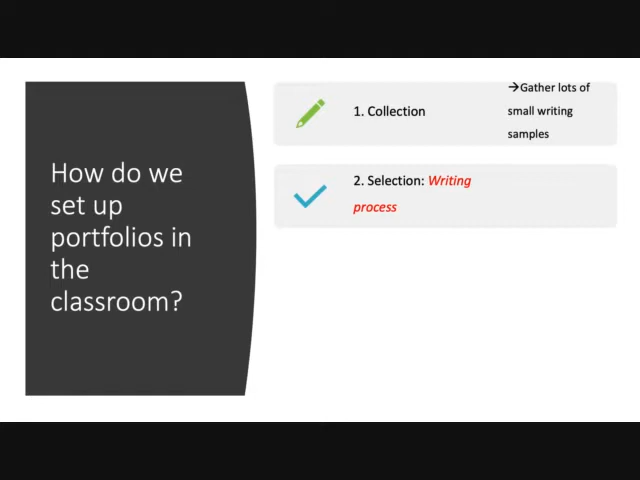 How do we
set up
portfolios in
the
classroom?
1. Collection
→Gather lots of
small writing
samples
2. Selection: Writing
process